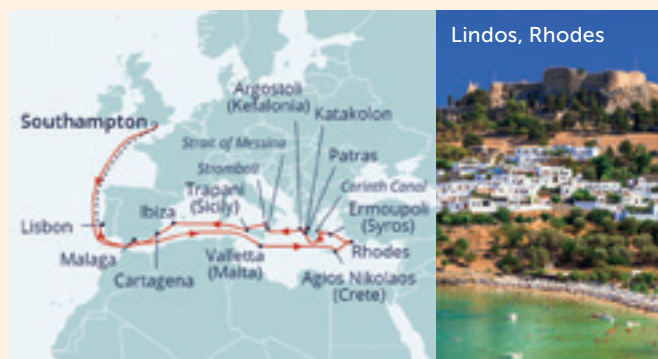 Lindos, Rhodes
Argostoli
(Kefalonia)
Katakolon
Southampton
Strait of Messina
Patras
Stromboli
Corinth Canal
Trapani
(Sicily)
Ermoupoli
(Syros)
Ibiza
Lisbon
Rhodes
Malaga
Valletta
(Malta)
Cartagena
Agios Nikolaos
(Crete)